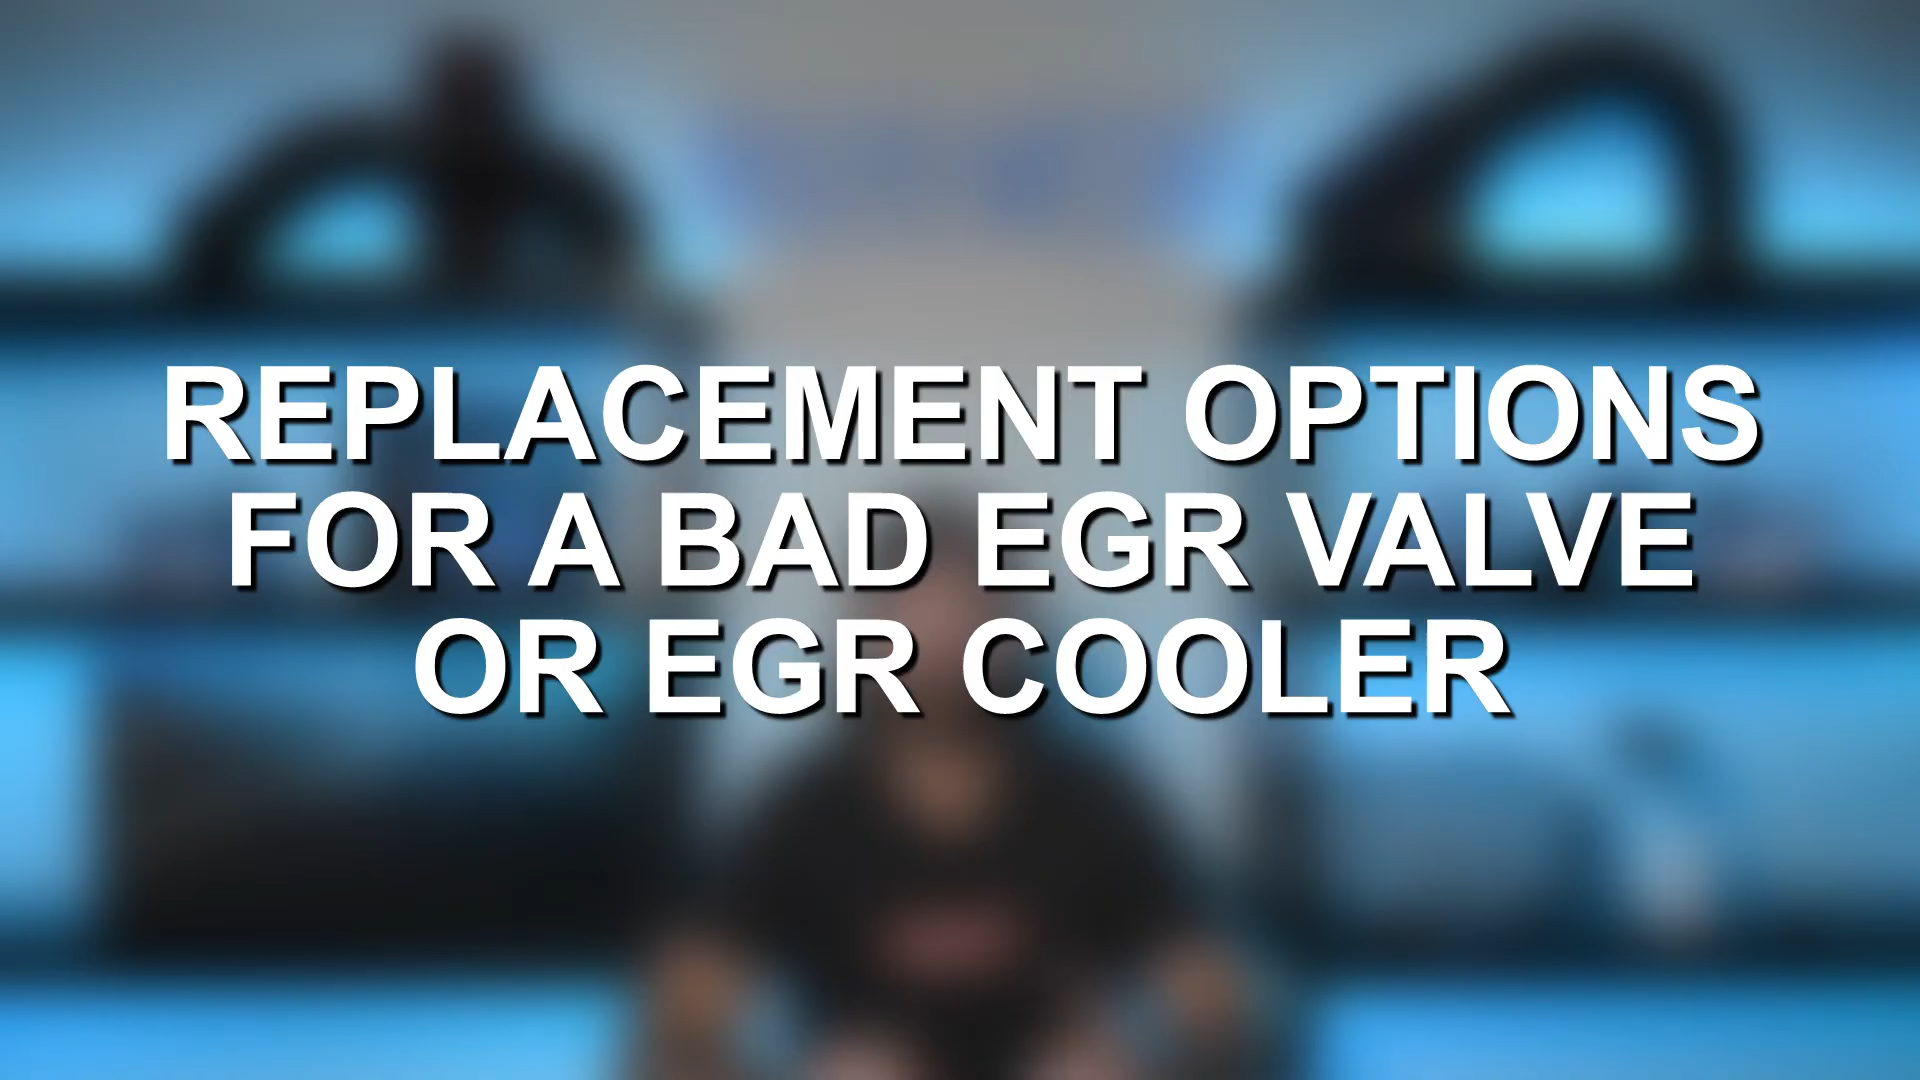 REPLACEMENT OPTIONS
FOR A BAD EGR VALVE
OR EGR COOLER